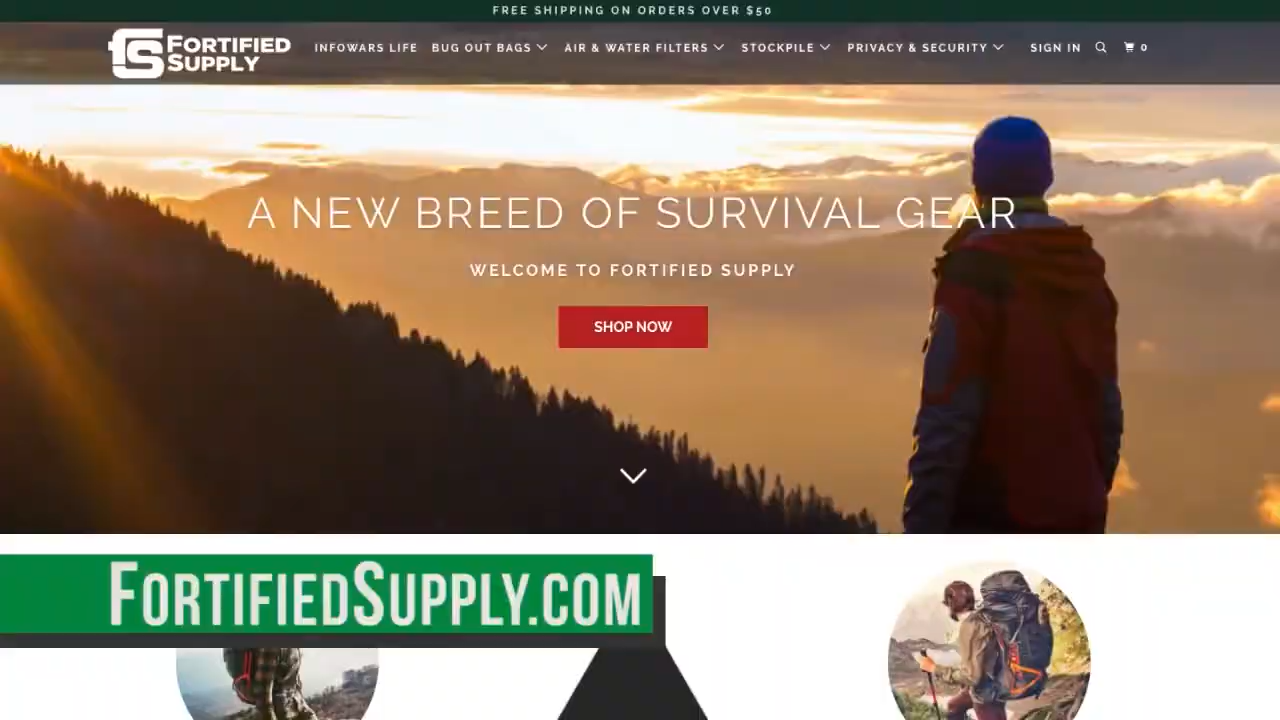 FREE SHIPPING ON ORDERS OVER $50
FORTIFIED
SUPPLY
INFOWARS LIFE BUG OUT BAGS AIR & WATER FILTERS STOCKPILE PRIVACY & SECURITY SIGN IN 0
A NEW BREED OF SURVIVAL GEAR
WELCOME TO FORTIFIED SUPPLY
SHOP NOW
FORTIFIEDSUPPLY.COM